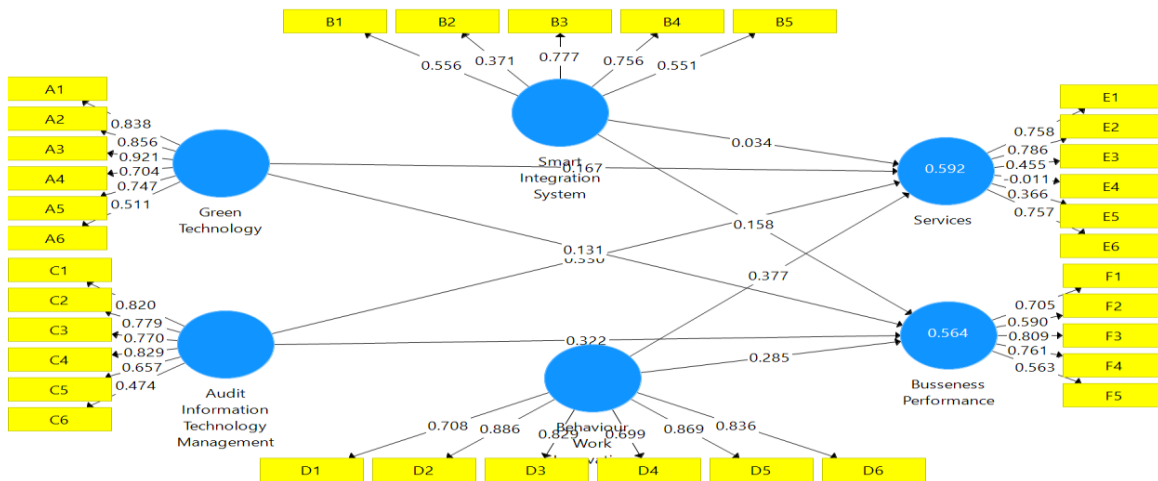 B1
B2
B3
B4
B5
0.556
0.371
0.777
0.756
0.551
A1
A2
A3
A4
A5
A6
0.838
0.856
0.921
0.704
0.747
0.511
Green
Technology
Smart
Integration
System
0.034
0.167
0.158
0.131
0.377
0.322
0.285
0.592
Services
0.758
0.786
0.455
-0.011
0.366
0.757
E1
E2
E3
E4
E5
E6
C1
C2
C3
C4
C5
C6
0.820
0.779
0.770
0.829
0.657
0.474
Audit
Information
Technology
Management
Behaviour
Work
0.564
Busseness
Performance
0.705
0.590
0.809
0.761
0.563
F1
F2
F3
F4
F5
0.708
0.886
0.829
0.699
0.869
0.836
D1
D2
D3
D4
D5
D6